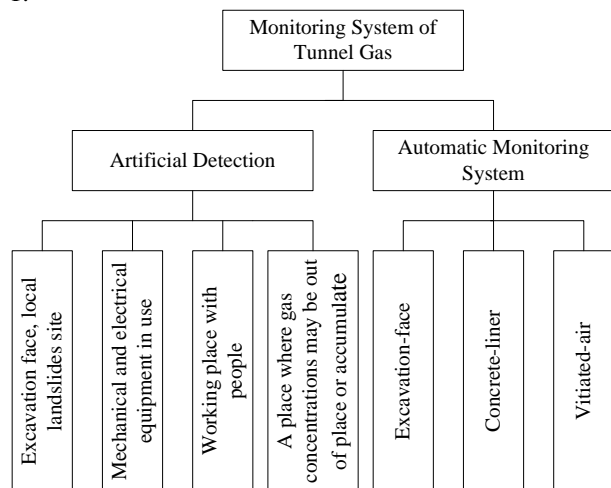 Monitoring System of
Tunnel Gas
Artificial Detection
Automatic Monitoring
System
Excavation face, local
landslides site
Mechanical and electrical
equipment in use
Working place with
people
A place where gas
concentrations may be out
of place or accumulate
Excavation-face
Concrete-liner
Vitiated-air